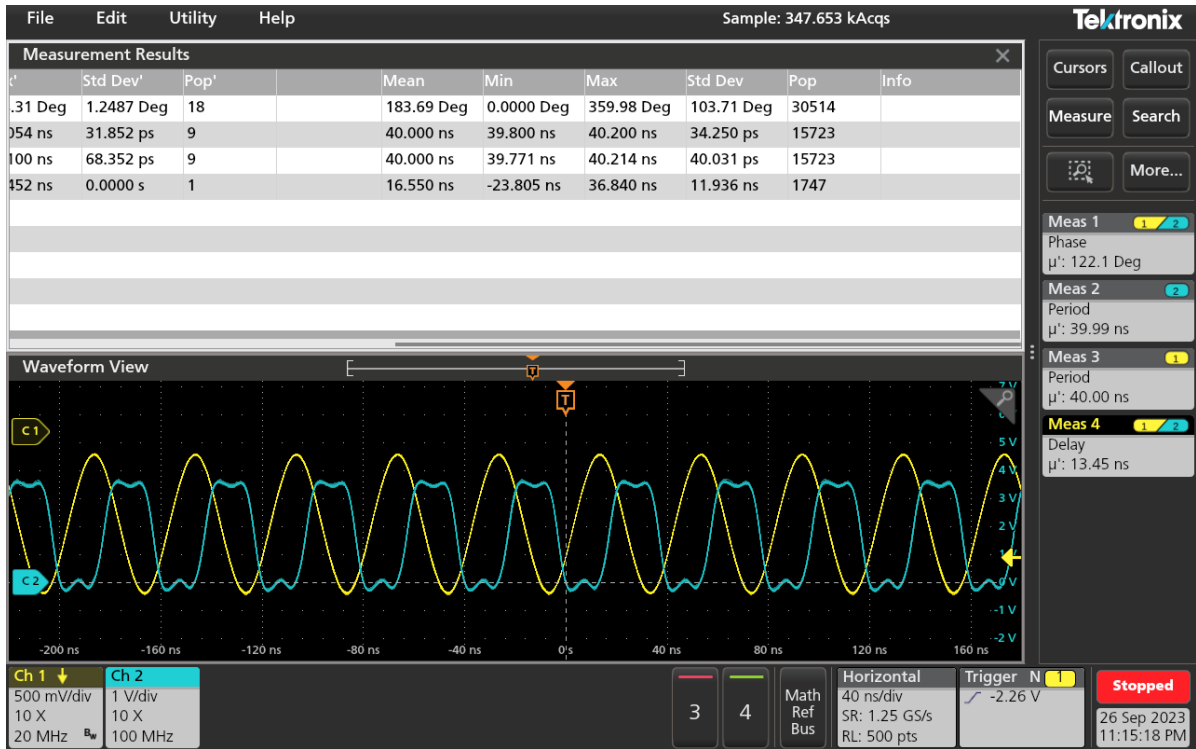 File Edit Utility Help Sample: 347.653 kAcqs Tektronix
Measurement Results
Std Dev' Pop' Mean Min Max Std Dev Pop Info
.31 Deg 1.2487 Deg 18 183.69 Deg 0.0000 Deg 359.98 Deg 103.71 Deg 30514
054 ns 31.852 ps 9 40.000 ns 39.800 ns 40.200 ns 34.250 ps 15723
100 ns 68.352 ps 9 40.000 ns 39.771 ns 40.214 ns 40.031 ps 15723
452 ns 0.0000 s 1 16.550 ns -23.805 ns 36.840 ns 11.936 ns 1747
Waveform View
T
T
C 1
C 2
7 V
5 V
4 V
3 V
2 V
0 V
-1 V
-2 V
-200 ns -160 ns -120 ns -80 ns -40 ns 0 s 40 ns 80 ns 120 ns 160 ns
Cursors Callout
Measure Search
More...
Meas 1 1 2
Phase
µ': 122.1 Deg
Meas 2 2
Period
µ': 39.99 ns
Meas 3 1
Period
µ': 40.00 ns
Meas 4 1 2
Delay
µ': 13.45 ns
Ch 1
500 mV/div
10 X
20 MHz Bw
Ch 2
1 V/div
10 X
100 MHz
3
4
Math
Ref
Bus
Horizontal
40 ns/div
SR: 1.25 GS/s
RL: 500 pts
Trigger N 1
-2.26 V
Stopped
26 Sep 2023
11:15:18 PM